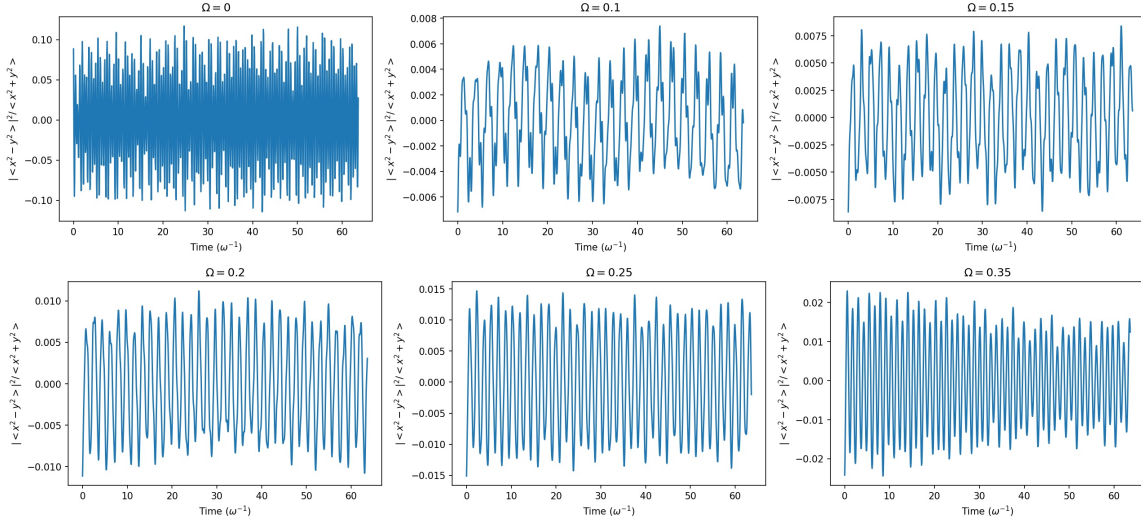 Ω = 0
0.10
0.05
0.00
−0.05
−0.10
0 10 20 30 40 50 60
Time (ω⁻¹)
| < x² − y² > |²/ < x² + y² >
Ω = 0.1
0.008
0.006
0.004
0.002
0.000
−0.002
−0.004
−0.006
0 10 20 30 40 50 60
Time (ω⁻¹)
| < x² − y² > |²/ < x² + y² >
Ω = 0.15
0.0075
0.0050
0.0025
0.0000
−0.0025
−0.0050
−0.0075
0 10 20 30 40 50 60
Time (ω⁻¹)
| < x² − y² > |²/ < x² + y² >
Ω = 0.2
0.010
0.005
0.000
−0.005
−0.010
0 10 20 30 40 50 60
Time (ω⁻¹)
| < x² − y² > |²/ < x² + y² >
Ω = 0.25
0.015
0.010
0.005
0.000
−0.005
−0.010
−0.015
0 10 20 30 40 50 60
Time (ω⁻¹)
| < x² − y² > |²/ < x² + y² >
Ω = 0.35
0.02
0.01
0.00
−0.01
−0.02
0 10 20 30 40 50 60
Time (ω⁻¹)
| < x² − y² > |²/ < x² + y² >